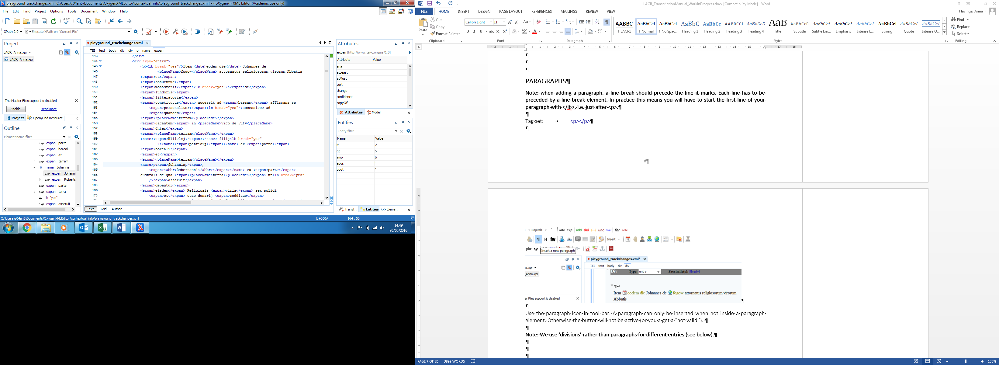 playground_trackchanges.xml [C:\Users\s04ah5\Documents\OxygenXMLEditor\contextual_info\playground_trackchanges.xml] - <oXygen/> XML Editor (Academic use only)
File Edit Find Project Options Tools Document Window Help
XPath 2.0 Execute XPath on 'Current File'
Project
LACR_Anna.xpr
LACR_Anna.xpr
The Master Files support is disabled
Enable Read more
Project Open/Find Resource
Outline
Element name filter
exp expan parte
exp expan boreali
exp expan et
exp expan terram
name Johannis
exp expan Johanni
exp expan Roberts
exp expan parte
exp expan terra
lb "yes"
exp expan asseruit
playground_trackchanges.xml
TEI text body div div p name expan
143 </div>
144 <div type="entry">
145 <p><lb break="yes"/>Item <date>eodem die</date> Johannes de
146 <placeName>fogow</placeName> attornatus religiosorum virorum Abbatis
147 <expan>et</expan>
148 <expan>conuentus</expan>
149 <expan>monasterii</expan><lb break="yes"/><expan>de</expan>
150 <expan>lundoris</expan>
151 <expan>litteratorie</expan>
152 <expan>constitutus</expan> accessit ad <expan>barram</expan> affirmans se
153 <expan>personaliter</expan><lb break="yes"/>accessisse ad
154 <expan>quandam</expan>
155 <expan><placeName>terram</placeName></expan>
156 <expan>Jacentem</expan> in <placeName>vico de Futy</placeName>
157 <expan>Jnter</expan>
158 <expan><placeName>terram</placeName></expan>
159 <name><expan>Willelmj</expan></name> filij<lb break="yes"
160 /><name><expan>patricij</expan></name> ex <expan>parte</expan>
161 <expan>boreali</expan>
162 <expan>et</expan>
163 <expan><placeName>terram</placeName></expan>
164 <name><expan>Johannis</expan>
165 <expan><abbr>Robertson'</abbr></expan></name> ex <expan>parte</expan>
166 australi de qua <expan><placeName>terra</placeName></expan> ut<lb break="yes"
167 /><expan>asseruit</expan>
168 <expan>debentur</expan>
169 <expan>eisdem</expan> Religiosis <expan>viris</expan> sex solidi
170 <expan>et</expan> octo denarij <expan>redditus</expan>
Text Grid Author
Attributes
expan [http://www.tei-c.org/ns/1.0]
Attribute Value
ana
atLeast
atMost
cert
change
confidence
copyOf
Attributes Model
Entities
Entity filter
Name Value
lt <
gt >
amp &
apos '
quot "
Transf.. Entities Eleme..
C:\Users\s04ah5\Documents\OxygenXMLEditor\contextual_info\playground_trackchanges.xml U+000A 164 : 50
14:49
30/05/2016
LACR_TranscriptionManual_WorkInProgress.docx [Compatibility Mode] - Word
FILE HOME INSERT DESIGN PAGE LAYOUT REFERENCES MAILINGS REVIEW VIEW Havinga, Anna
Paste Cut Copy Format Painter
Clipboard
Calibri Light 11
Font
Paragraph
AaBbC AaBbCcI AaBbCcI AaBbC AaBbCc AABBCC AaBbCcD AaB AaBbCcD AaBbCcI AaBbCcI AaBbCcI AaBbCcI AaBbCcI AaBbCcI AaBbCcI
¶ LACR1 ¶ Normal ¶ No Spac... Heading 1 Heading 2 Heading 3 Heading 4 Title Subtitle Subtle Em... Emphasis Intense E... Strong Quote Intense Q...
Styles
Find
Replace
Select
Editing
PARAGRAPHS¶
Note: when adding a paragraph, a line break should precede the line it marks. Each line has to be
preceded by a line break element. In practice this means you will have to start the first line of your
paragraph with </lb>, i.e. just after <p>.¶
Tag set: → <p></p>¶
6¶
Capitals abbr exp add del [...] unc for note
¶ H fw Insert
phr W
Insert a new paragraph
playground_trackchanges.xml*
a.xpr
TEI text body div div
Anna.xpr
Div Type: entry Facsimile(s): [Empty]
¶
Item eodem die Johannes de fogow attornatus religiosorum virorum
Abbatis
er Files support is disabled
Use the paragraph icon in tool bar. A paragraph can only be inserted when not inside a paragraph
element. Otherwise the button will not be active (or you a get a “not valid’’). ¶
Note: We use ‘divisions’ rather than paragraphs for different entries (see below).¶
PAGE 7 OF 20 3899 WORDS 130%